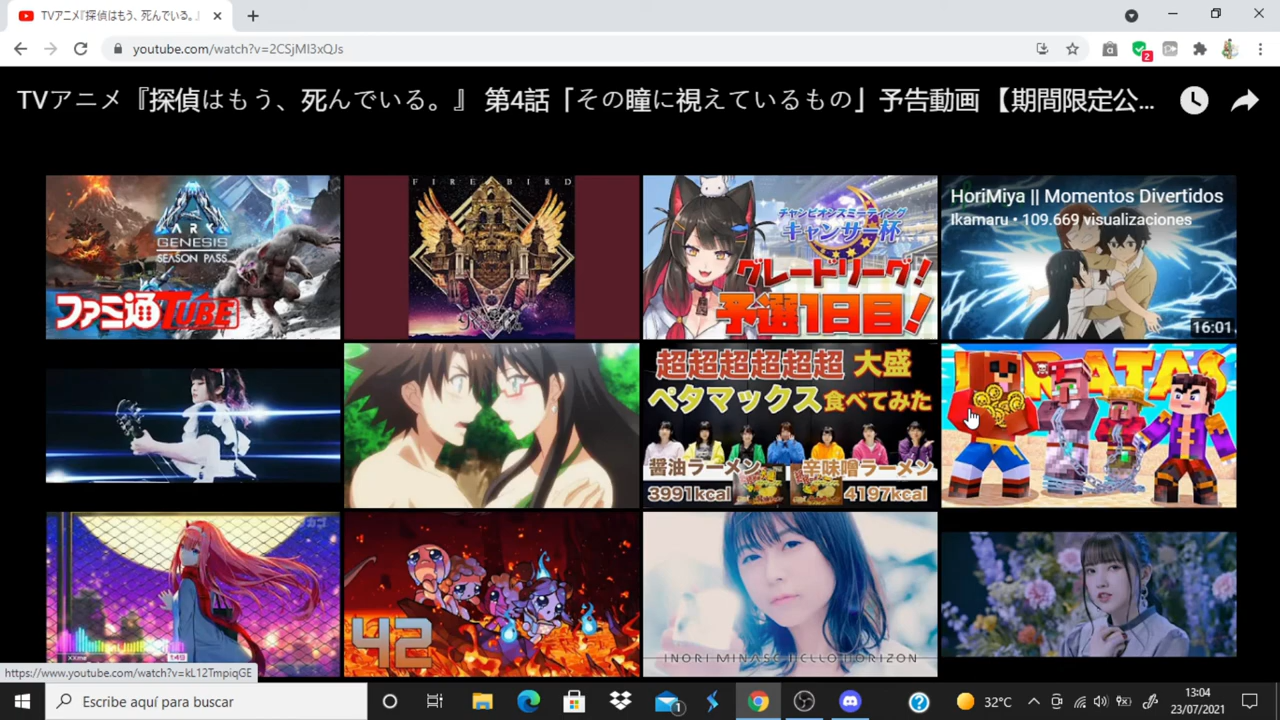 TVアニメ『探偵はもう、死んでいる。』
youtube.com/watch?v=2CSjMI3xQJs
2
TVアニメ『探偵はもう、死んでいる。』 第4話「その瞳に視えているもの」予告動画 【期間限定公...
ARK
GENESIS
SEASON PASS
ファミ通TUBE
FIRE BIRD
チャンピオンズミーティング
キャンサー杯
グレードリーグ!
予選1日目!
HoriMiya || Momentos Divertidos
Ikamaru • 109.669 visualizaciones
16:01
超超超超超超 大盛
ペタマックス食べてみた
醤油ラーメン
辛味噌ラーメン
3991kcal
4197kcal
42
INORI MINASE HELLO HORIZON
https://www.youtube.com/watch?v=kL12TmpiqGE
Escribe aquí para buscar
1
32°C
13:04
23/07/2021